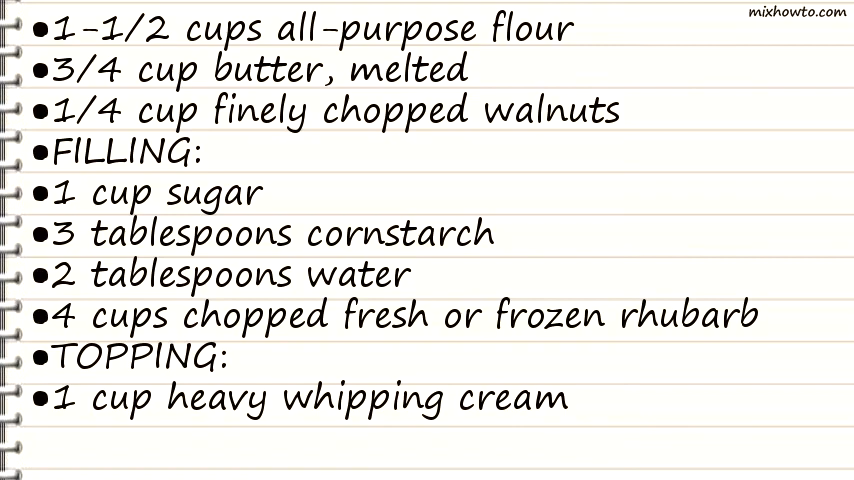 mixhowto.com
•1-1/2 cups all-purpose flour
•3/4 cup butter, melted
•1/4 cup finely chopped walnuts
•FILLING:
•1 cup sugar
•3 tablespoons cornstarch
•2 tablespoons water
•4 cups chopped fresh or frozen rhubarb
•TOPPING:
•1 cup heavy whipping cream